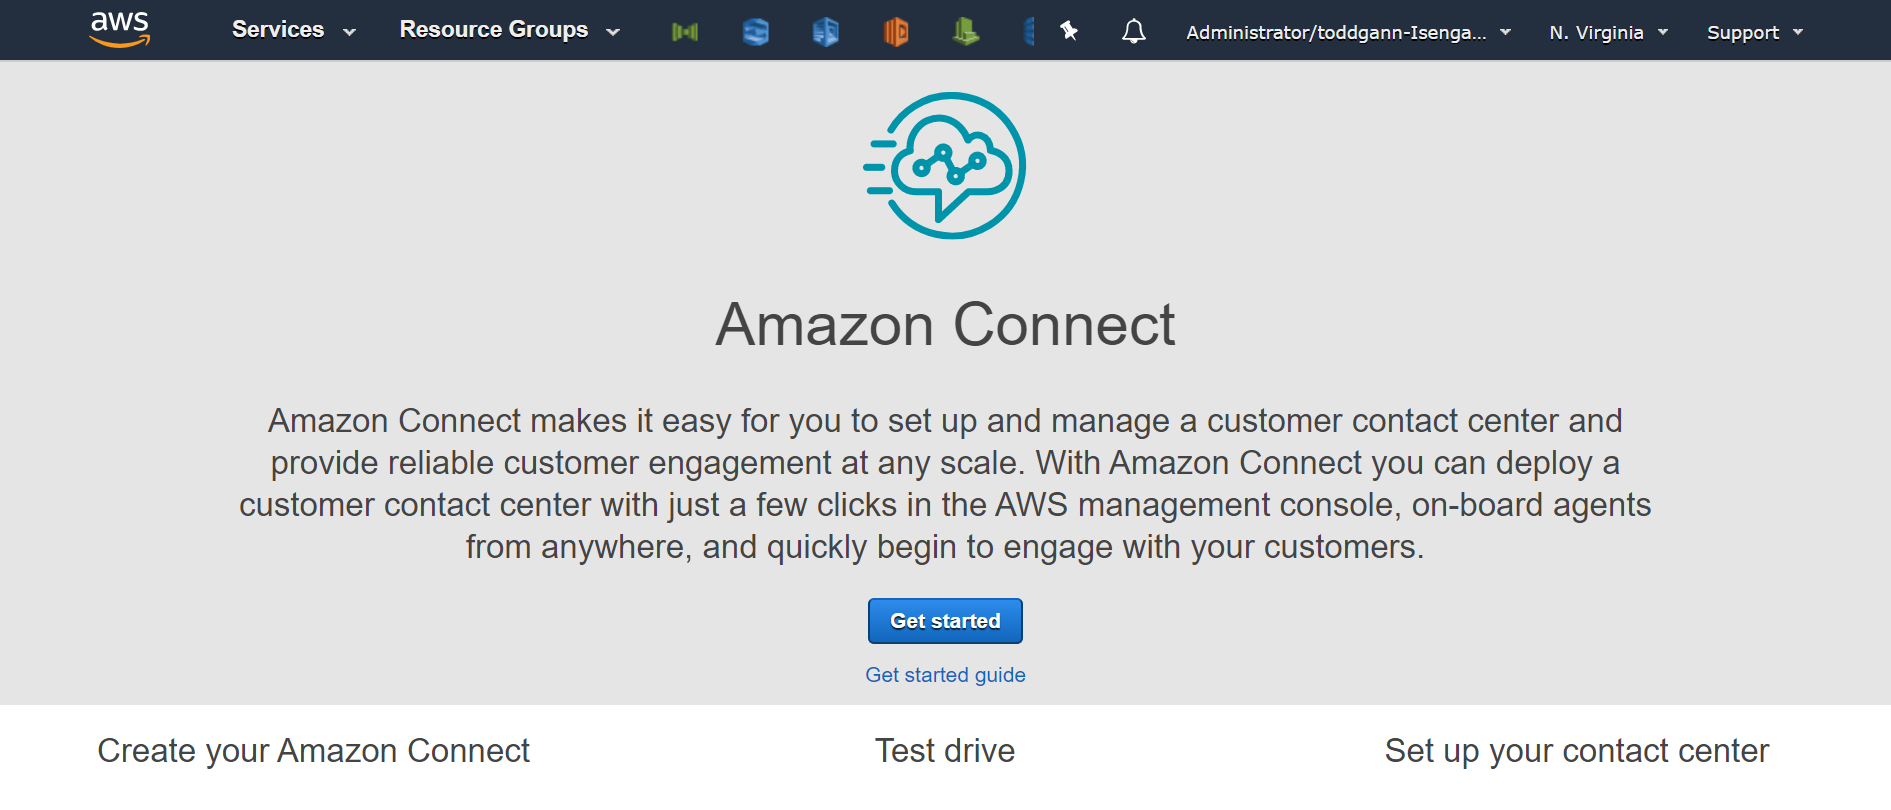 aws Services Resource Groups Administrator/toddgann-Isenga... N. Virginia Support
Amazon Connect
Amazon Connect makes it easy for you to set up and manage a customer contact center and
provide reliable customer engagement at any scale. With Amazon Connect you can deploy a
customer contact center with just a few clicks in the AWS management console, on-board agents
from anywhere, and quickly begin to engage with your customers.
Get started
Get started guide
Create your Amazon Connect Test drive Set up your contact center